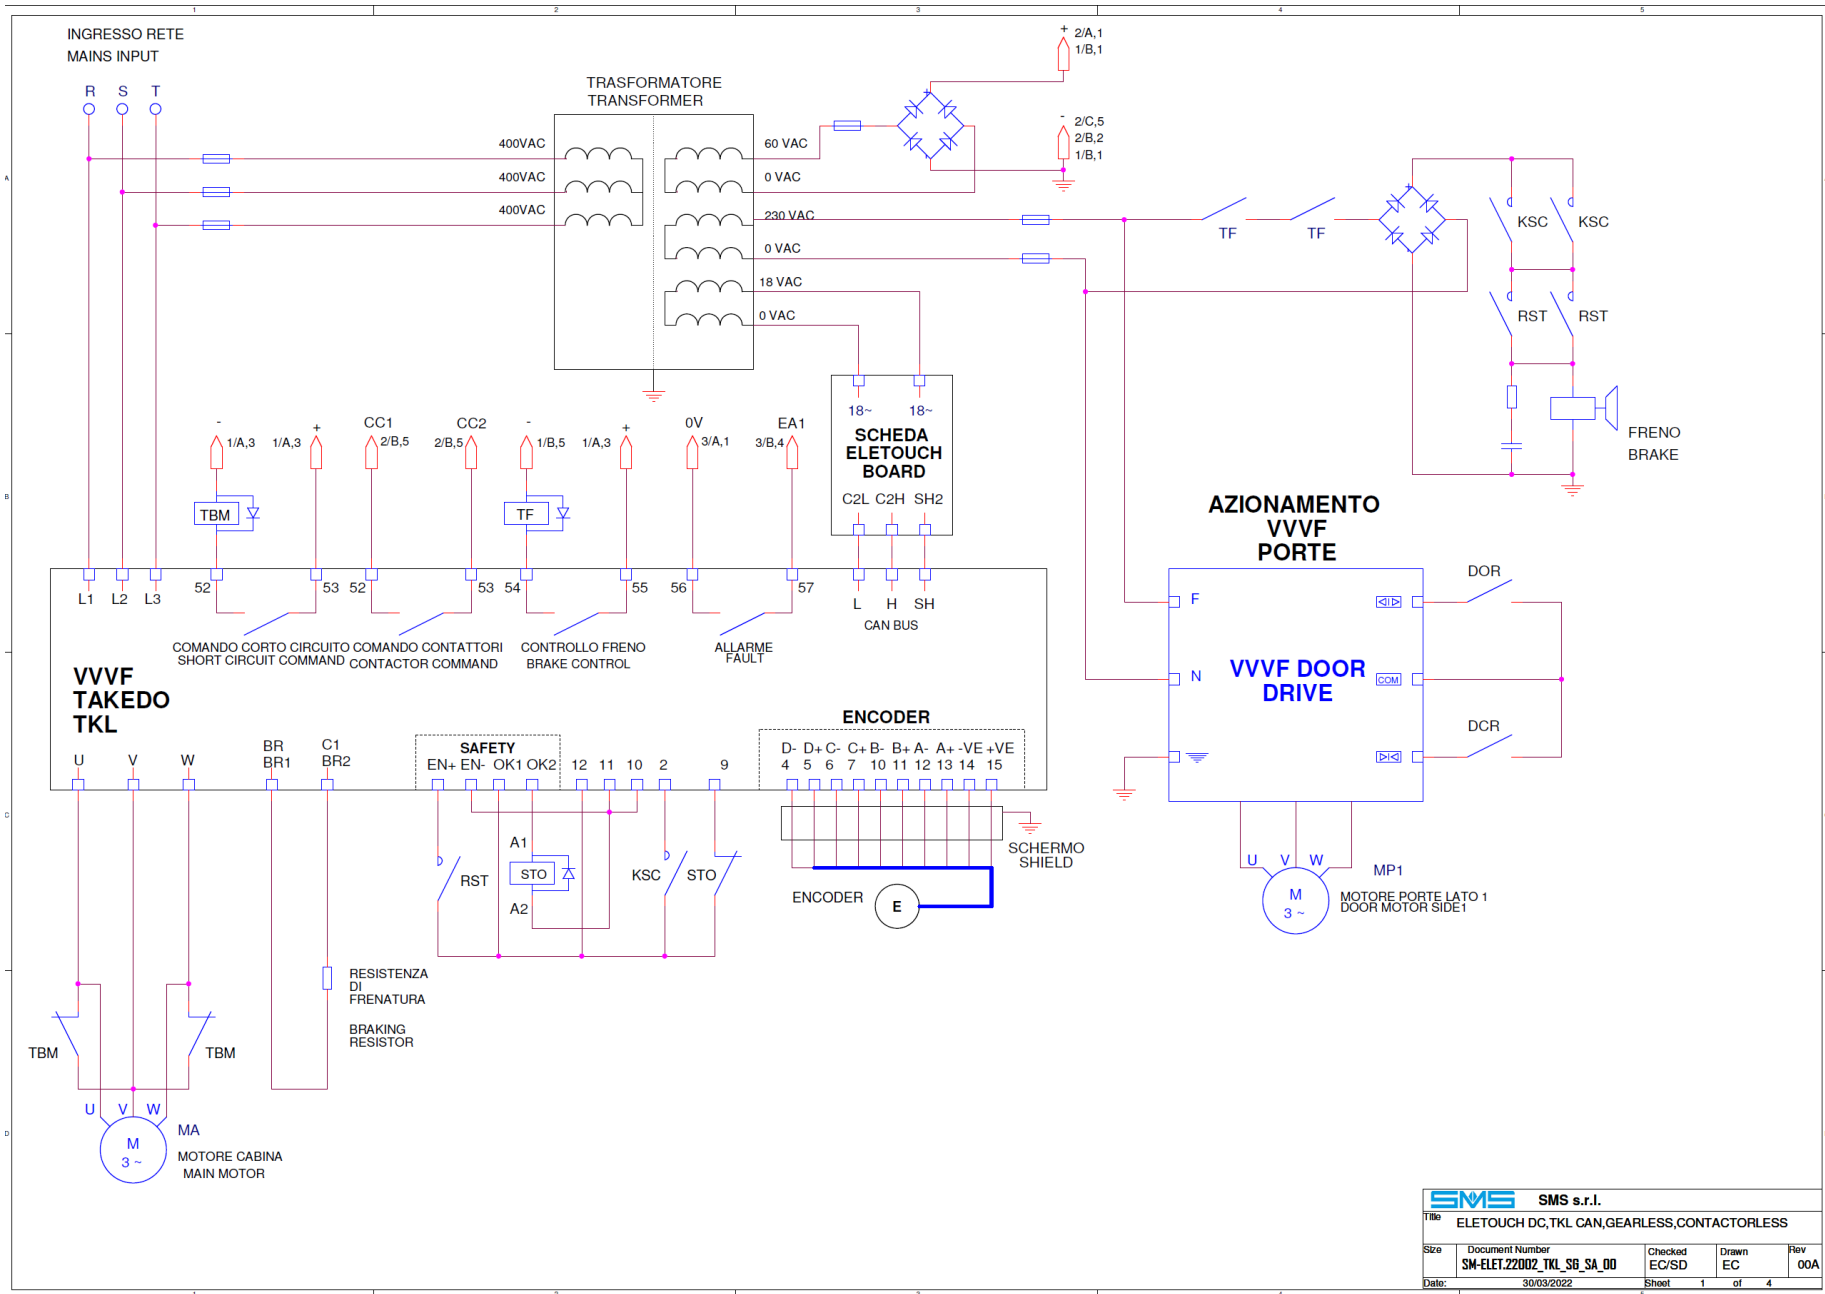 1 2 3 4 5
INGRESSO RETE
MAINS INPUT
R S T
TRASFORMATORE
TRANSFORMER
400VAC
400VAC
400VAC
60 VAC
0 VAC
230 VAC
0 VAC
18 VAC
0 VAC
+ 2/A,1
1/B,1
- 2/C,5
2/B,2
1/B,1
A
TF TF
KSC KSC
RST RST
FRENO
BRAKE
- 1/A,3
1/A,3 +
CC1
2/B,5
CC2
2/B,5
- 1/B,5
1/A,3 +
0V
3/A,1
EA1
3/B,4
18~ 18~
SCHEDA
ELETOUCH
BOARD
C2L C2H SH2
B
TBM
TF
L1 L2 L3
52 53 52 53 54 55 56 57
L H SH
CAN BUS
COMANDO CORTO CIRCUITO
SHORT CIRCUIT COMMAND
COMANDO CONTATTORI
CONTACTOR COMMAND
CONTROLLO FRENO
BRAKE CONTROL
ALLARME
FAULT
VVVF
TAKEDO
TKL
AZIONAMENTO
VVVF
PORTE
F
N
VVVF DOOR
DRIVE
COM
DOR
DCR
U V W
BR
BR1
C1
BR2
SAFETY
EN+ EN- OK1 OK2
12 11 10 2 9
ENCODER
D- D+ C- C+ B- B+ A- A+ -VE +VE
4 5 6 7 10 11 12 13 14 15
C
SCHERMO
SHIELD
RST
A1
STO
A2
KSC STO
ENCODER
E
U V W
M
3 ~
MP1
MOTORE PORTE LATO 1
DOOR MOTOR SIDE1
RESISTENZA
DI
FRENATURA
BRAKING
RESISTOR
TBM TBM
D
U V W
M
3 ~
MA
MOTORE CABINA
MAIN MOTOR
SMS SMS s.r.l.
Title ELETOUCH DC,TKL CAN,GEARLESS,CONTACTORLESS
Size Document Number Checked Drawn Rev
SM-ELET.22002_TKL_SG_SA_00 EC/SD EC 00A
Date: 30/03/2022 Sheet 1 of 4
1 2 3 4 5